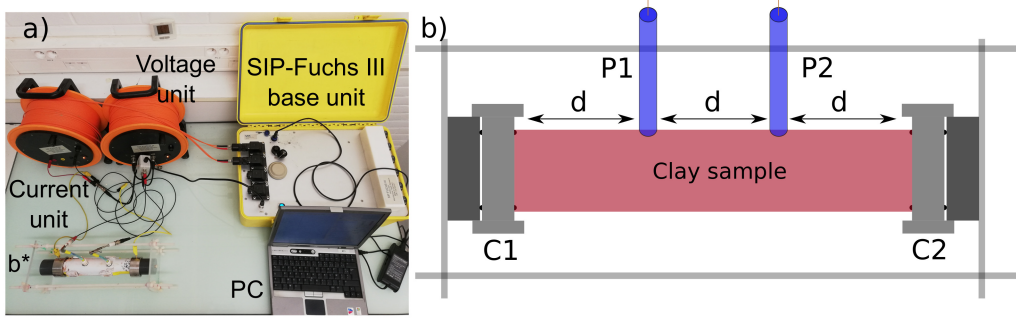 a)
Voltage
unit
SIP-Fuchs III
base unit
Current
unit
b*
PC
b)
P1
P2
d
d
d
Clay sample
C1
C2